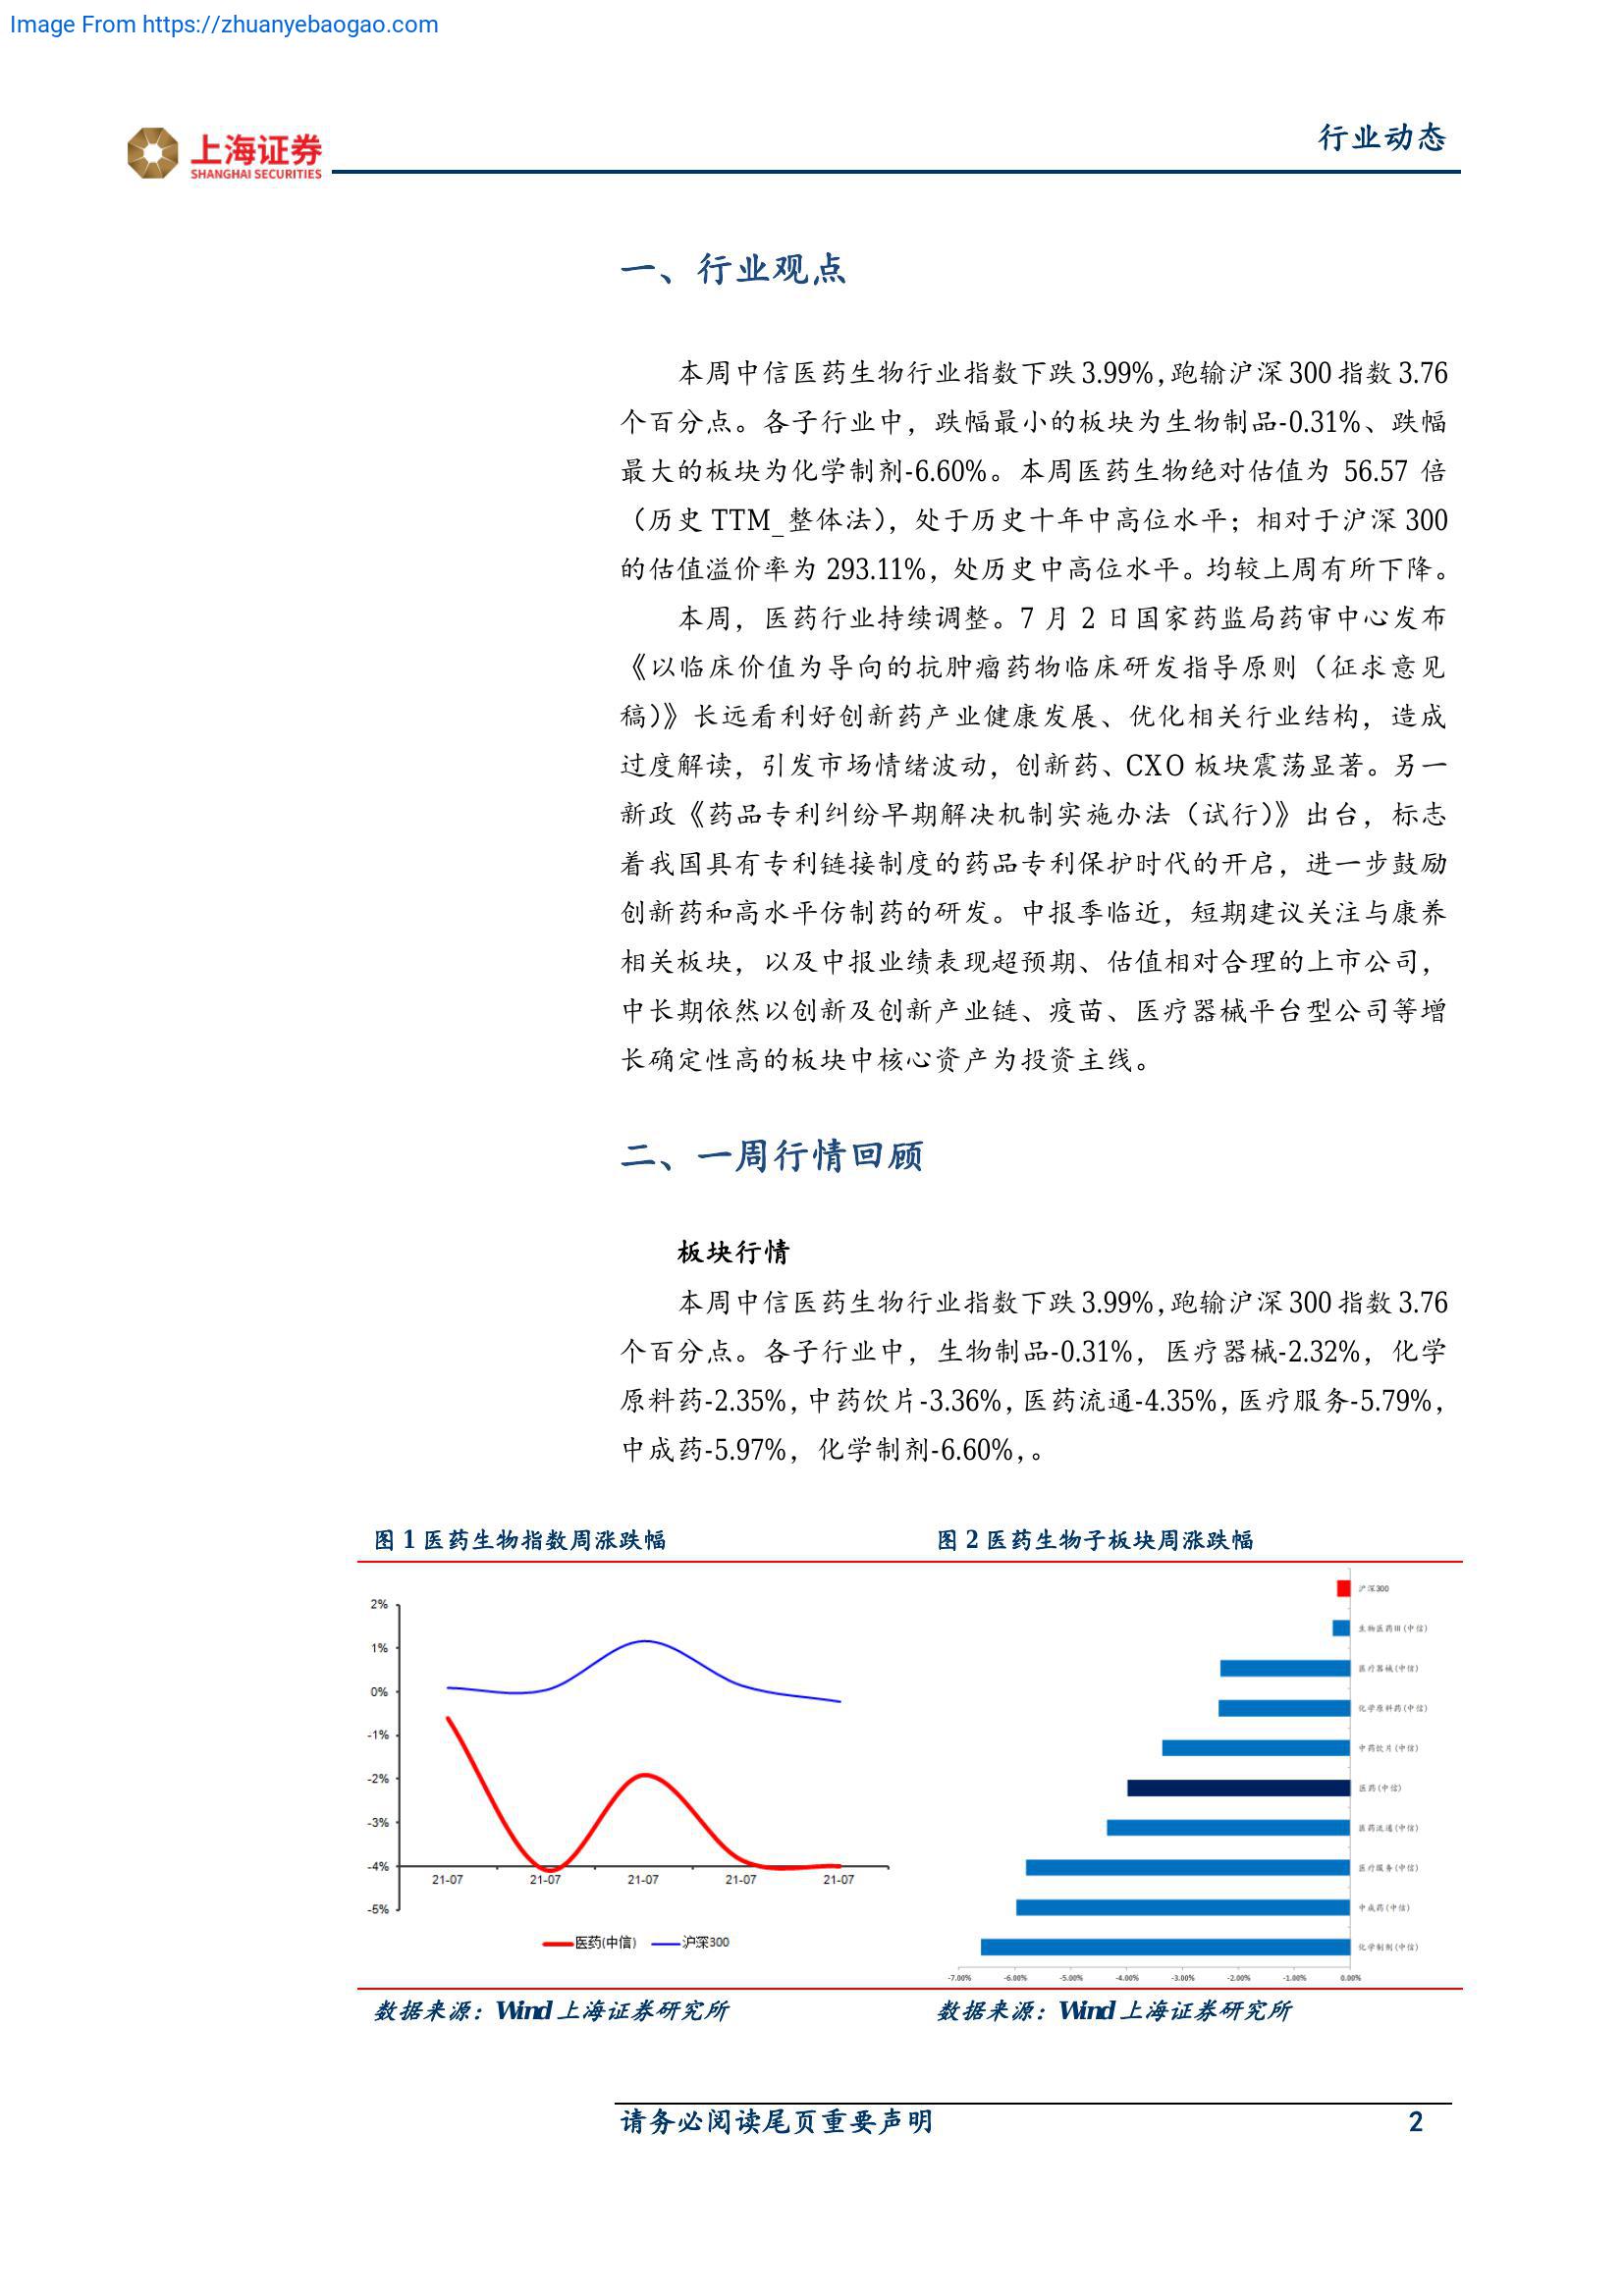 Image From https://zhuanyebaogao.com
上海证券
SHANGHAI SECURITIES
行业动态
一、行业观点
本周中信医药生物行业指数下跌 3.99%，跑输沪深 300 指数 3.76
个百分点。各子行业中，跌幅最小的板块为生物制品-0.31%、跌幅
最大的板块为化学制剂-6.60%。本周医药生物绝对估值为 56.57 倍
（历史 TTM_整体法），处于历史十年中高位水平；相对于沪深 300
的估值溢价率为 293.11%，处历史中高位水平。均较上周有所下降。
本周，医药行业持续调整。7 月 2 日国家药监局药审中心发布
《以临床价值为导向的抗肿瘤药物临床研发指导原则（征求意见
稿）》长远看利好创新药产业健康发展、优化相关行业结构，造成
过度解读，引发市场情绪波动，创新药、CXO 板块震荡显著。另一
新政《药品专利纠纷早期解决机制实施办法（试行）》出台，标志
着我国具有专利链接制度的药品专利保护时代的开启，进一步鼓励
创新药和高水平仿制药的研发。中报季临近，短期建议关注与康养
相关板块，以及中报业绩表现超预期、估值相对合理的上市公司，
中长期依然以创新及创新产业链、疫苗、医疗器械平台型公司等增
长确定性高的板块中核心资产为投资主线。
二、一周行情回顾
板块行情
本周中信医药生物行业指数下跌 3.99%，跑输沪深 300 指数 3.76
个百分点。各子行业中，生物制品-0.31%，医疗器械-2.32%，化学
原料药-2.35%，中药饮片-3.36%，医药流通-4.35%，医疗服务-5.79%，
中成药-5.97%，化学制剂-6.60%，。
图 1 医药生物指数周涨跌幅
2%
1%
0%
-1%
-2%
-3%
-4%
-5%
21-07 21-07 21-07 21-07 21-07
医药(中信) 沪深300
数据来源：Wind 上海证券研究所
图 2 医药生物子板块周涨跌幅
沪深300
生物医药III(中信)
医疗器械(中信)
化学原料药(中信)
中药饮片(中信)
医药(中信)
医药流通(中信)
医疗服务(中信)
中成药(中信)
化学制剂(中信)
-7.00% -6.00% -5.00% -4.00% -3.00% -2.00% -1.00% 0.00%
数据来源：Wind 上海证券研究所
请务必阅读尾页重要声明 2